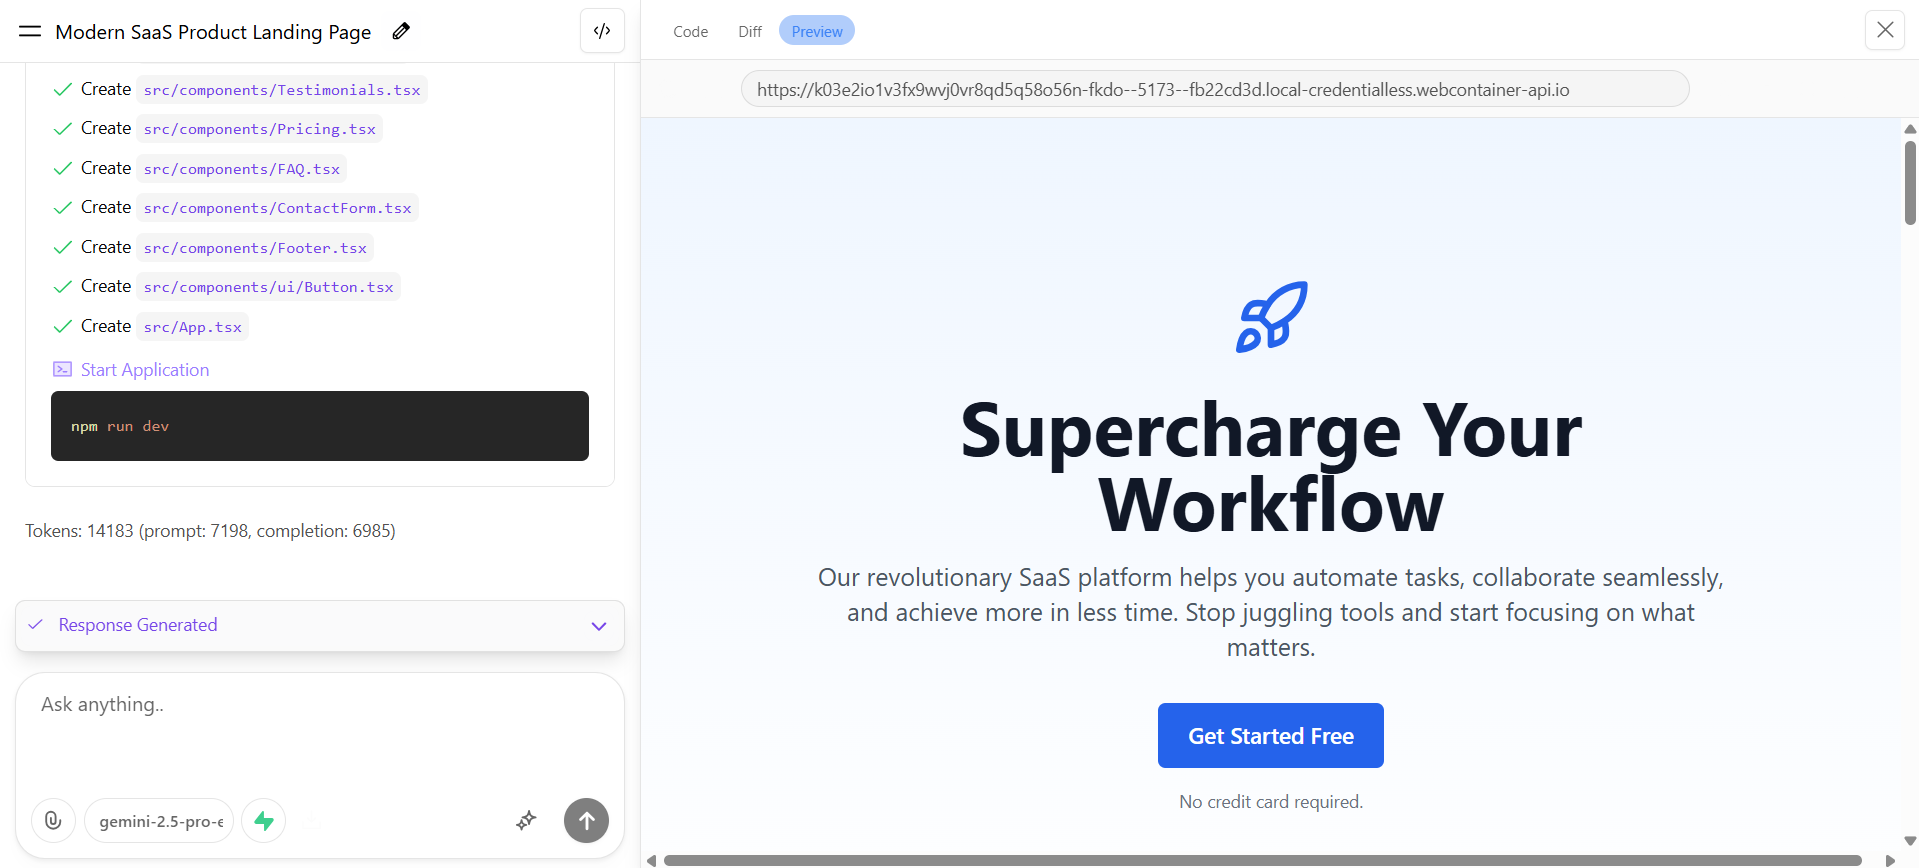 Modern SaaS Product Landing Page
</>
Create src/components/Testimonials.tsx
Create src/components/Pricing.tsx
Create src/components/FAQ.tsx
Create src/components/ContactForm.tsx
Create src/components/Footer.tsx
Create src/components/ui/Button.tsx
Create src/App.tsx
Start Application
npm run dev
Tokens: 14183 (prompt: 7198, completion: 6985)
Response Generated
Ask anything..
gemini-2.5-pro-e
Code Diff Preview
https://k03e2io1v3fx9wvj0vr8qd5q58o56n-fkdo--5173--fb22cd3d.local-credentialless.webcontainer-api.io
Supercharge Your
Workflow
Our revolutionary SaaS platform helps you automate tasks, collaborate seamlessly,
and achieve more in less time. Stop juggling tools and start focusing on what
matters.
Get Started Free
No credit card required.